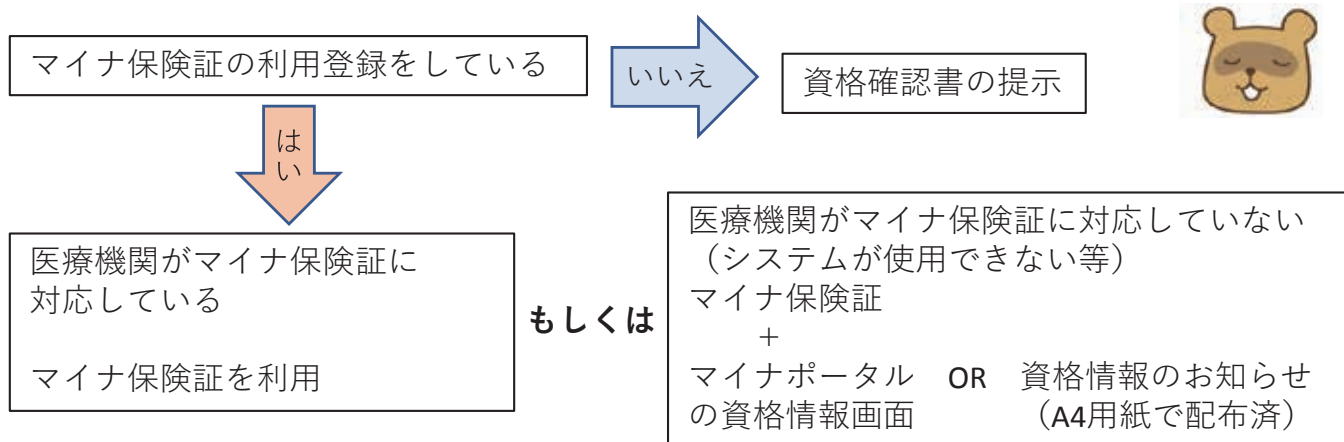 マイナ保険証の利用登録をしている
いいえ
資格確認書の提示
はい
医療機関がマイナ保険証に
対応している
マイナ保険証を利用
もしくは
医療機関がマイナ保険証に対応していない
（システムが使用できない等）
マイナ保険証
＋
マイナポータル OR 資格情報のお知らせ
の資格情報画面 （A4用紙で配布済）